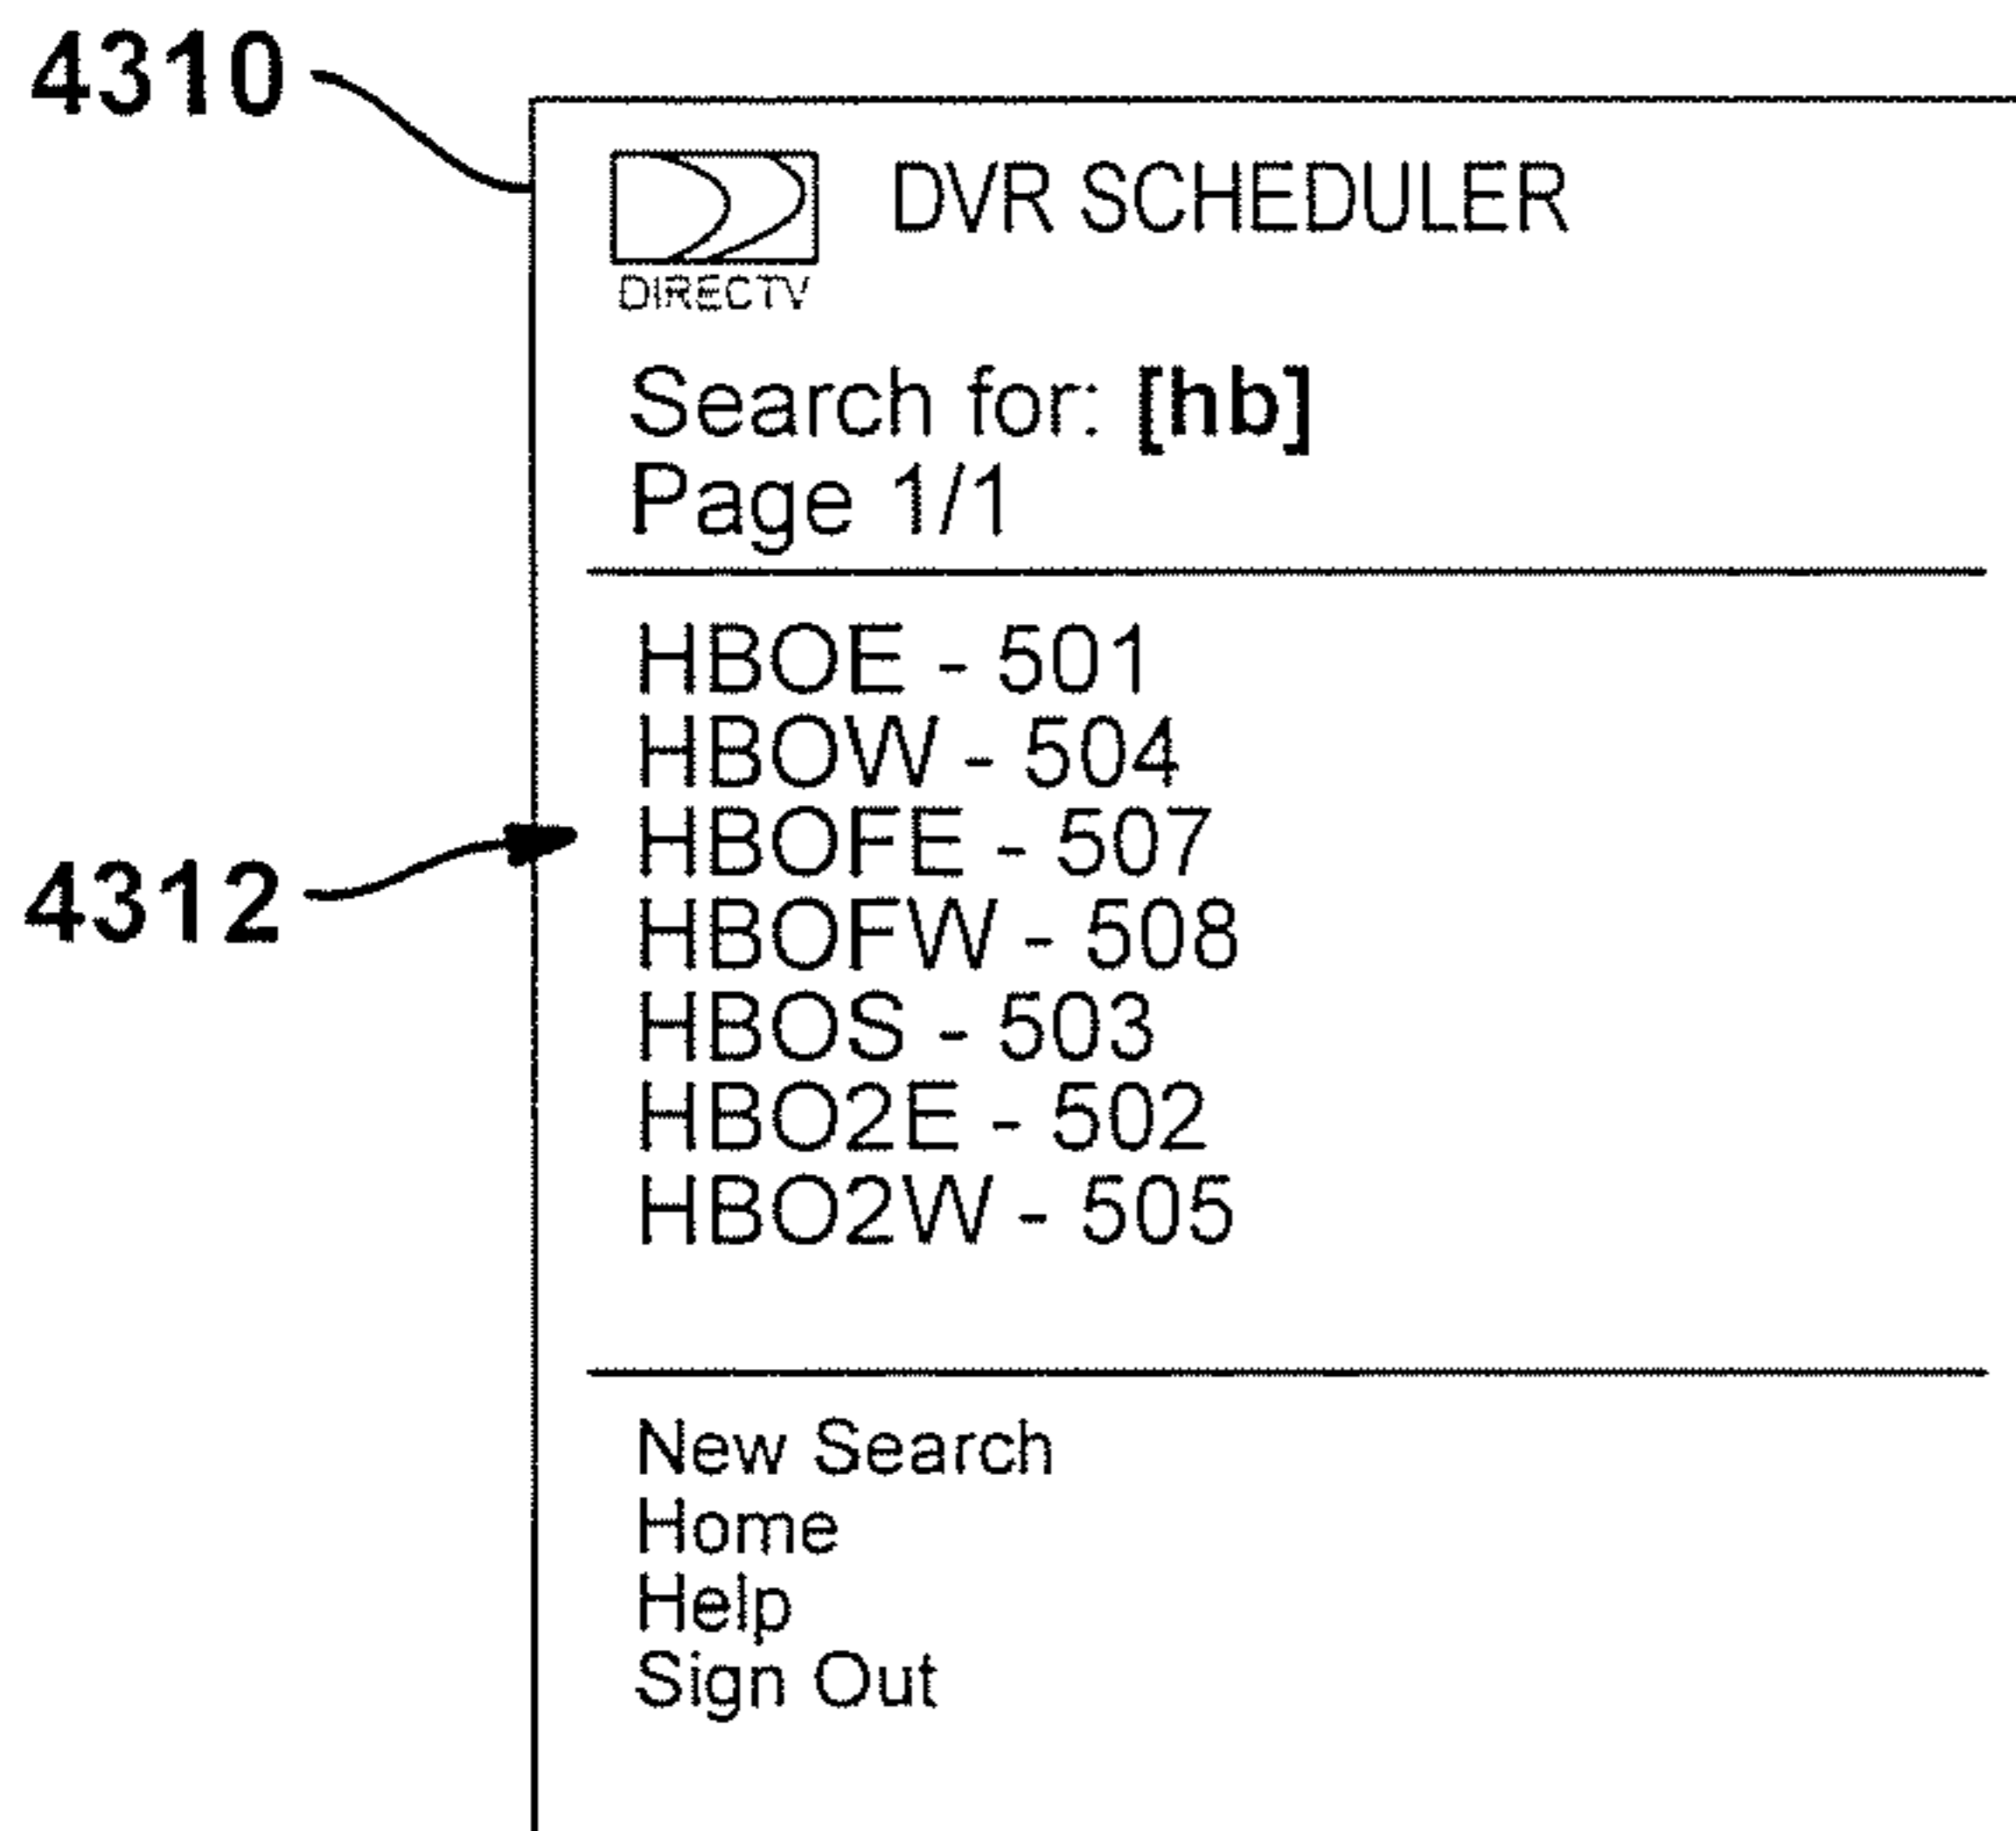 4310
DVR SCHEDULER
DIRECTV
Search for: [hb]
Page 1/1
HBOE - 501
HBOW - 504
HBOFE - 507
4312
HBOFW - 508
HBOS - 503
HBO2E - 502
HBO2W - 505
New Search
Home
Help
Sign Out